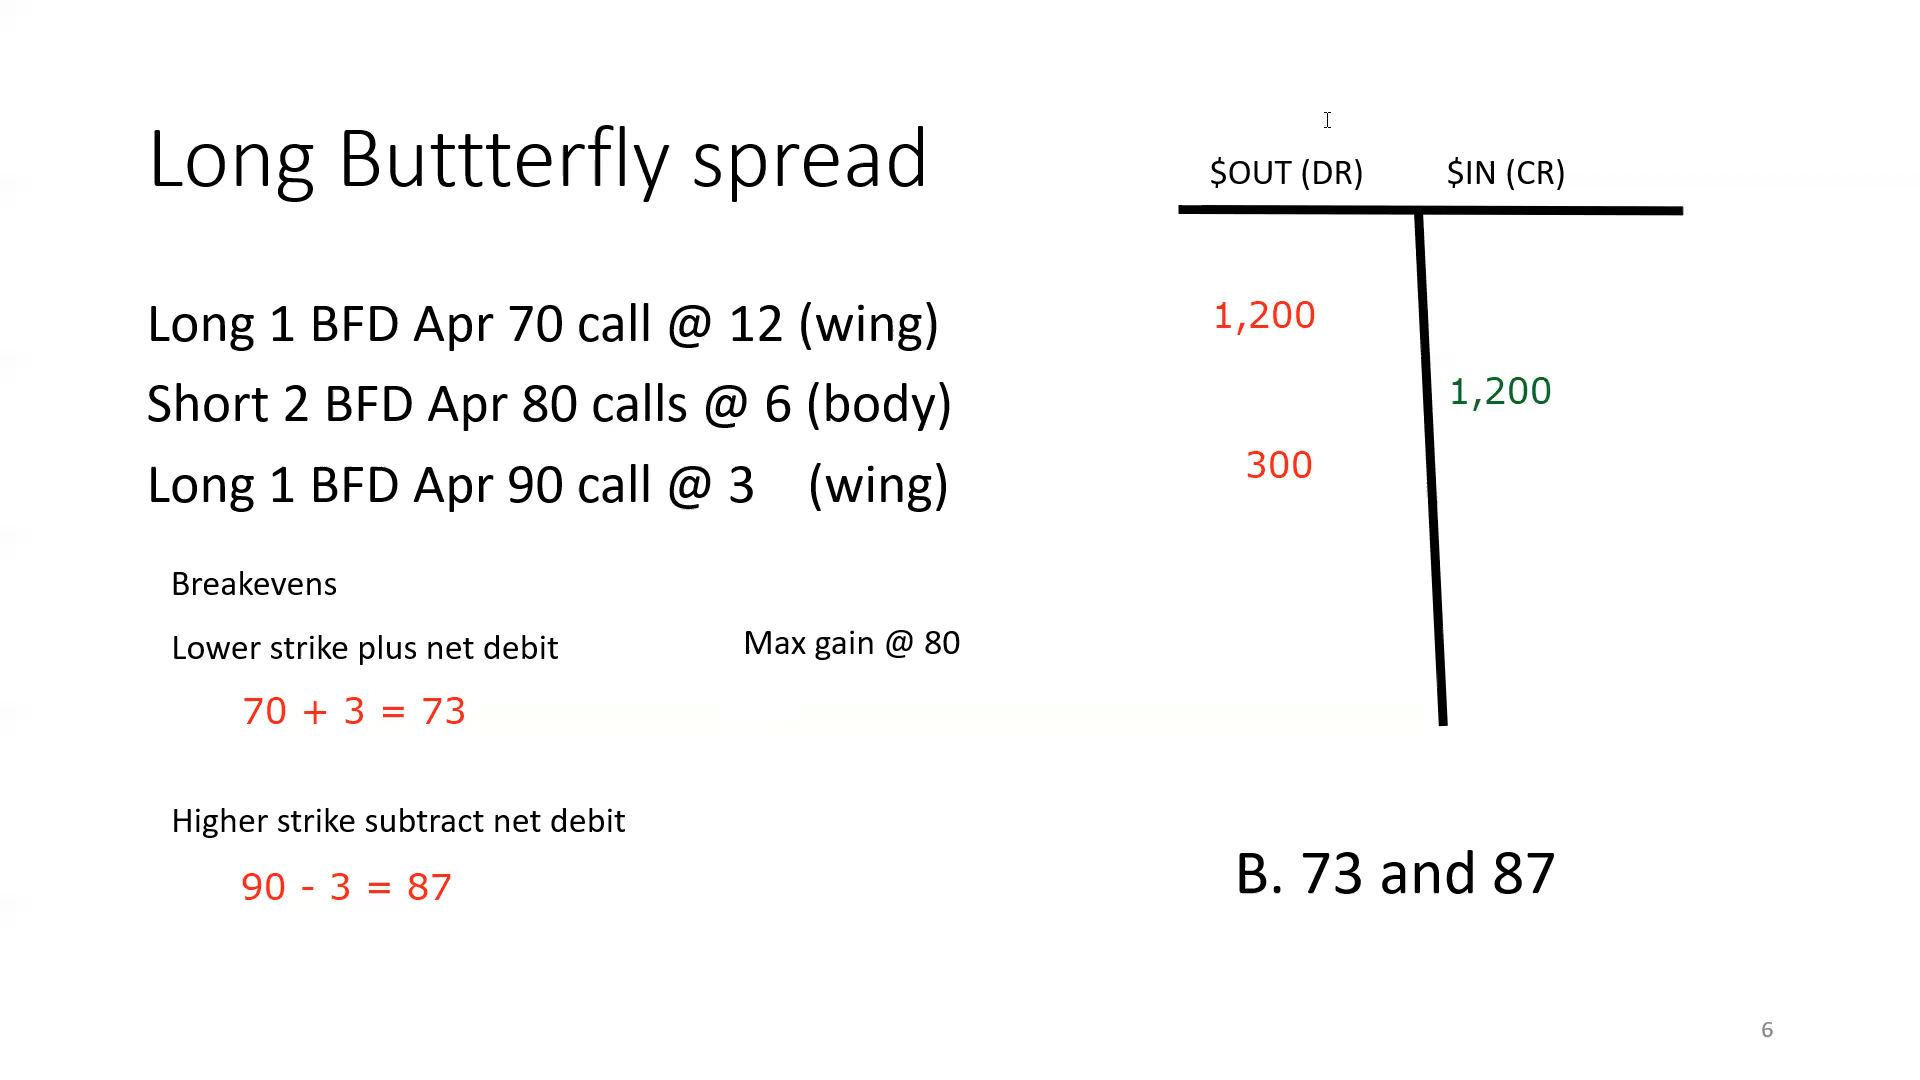 Long Buttterfly spread
$OUT (DR) $IN (CR)
Long 1 BFD Apr 70 call @ 12 (wing)
1,200
Short 2 BFD Apr 80 calls @ 6 (body)
1,200
Long 1 BFD Apr 90 call @ 3 (wing)
300
Breakevens
Lower strike plus net debit
Max gain @ 80
70 + 3 = 73
Higher strike subtract net debit
90 - 3 = 87
B. 73 and 87
6